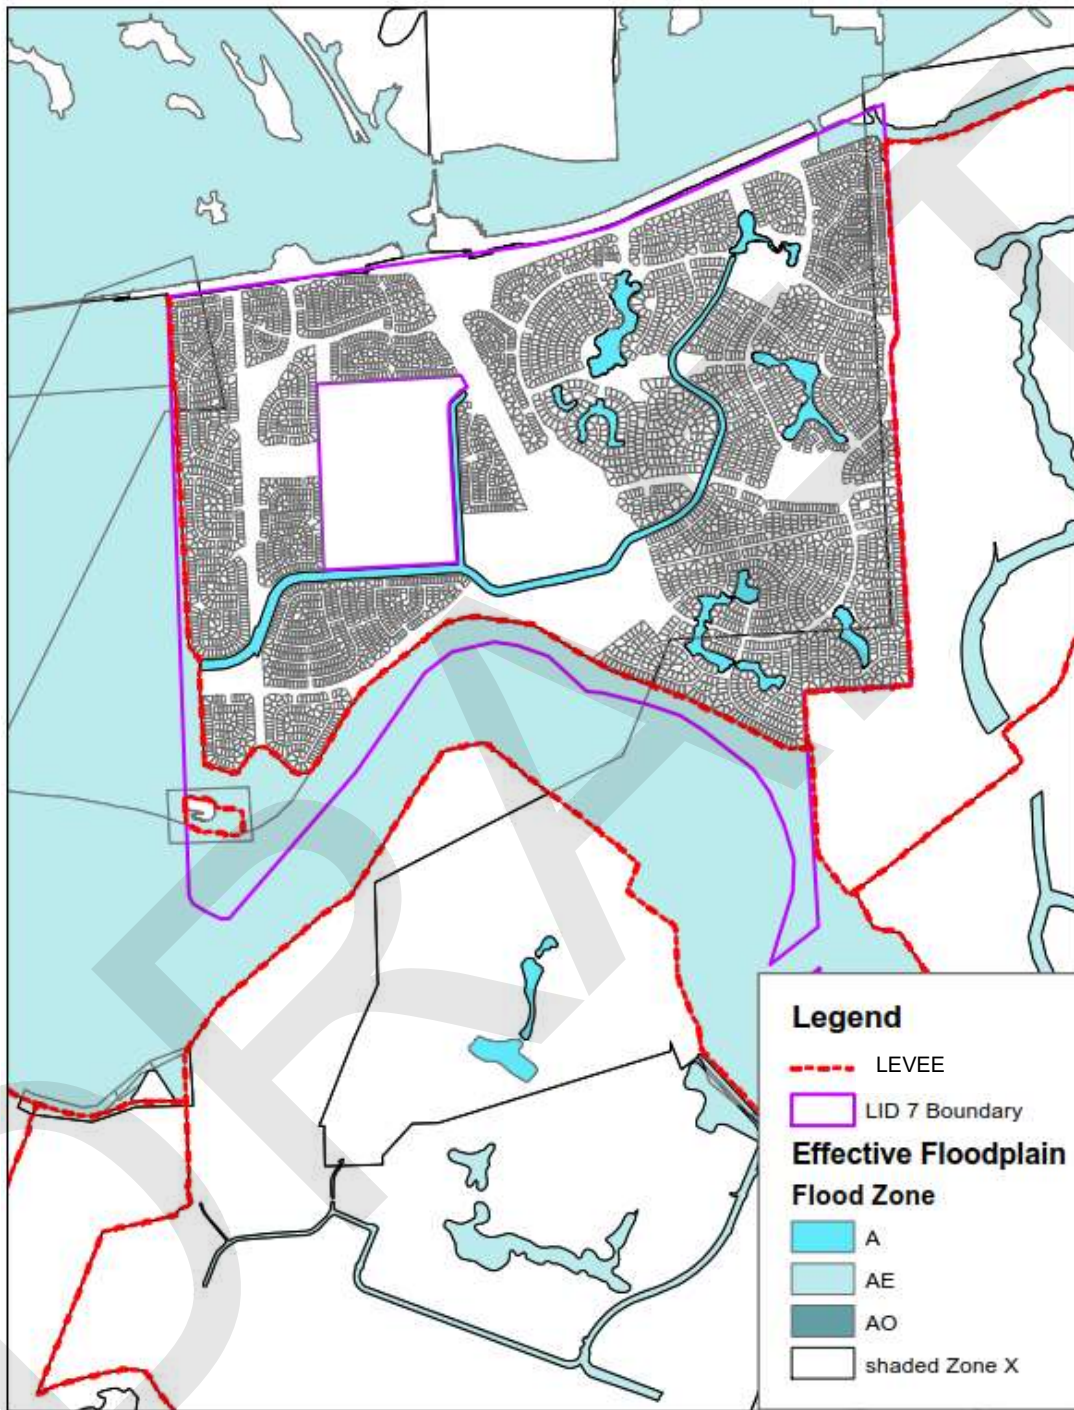 DRAFT
Legend
LEVEE
LID 7 Boundary
Effective Floodplain
Flood Zone
A
AE
AO
shaded Zone X